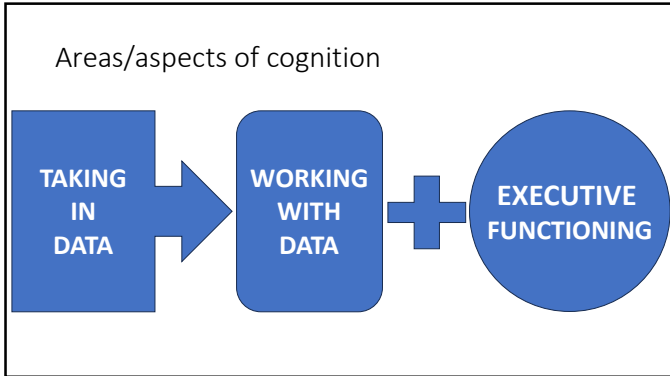 Areas/aspects of cognition
TAKING
IN
DATA
WORKING
WITH
DATA
EXECUTIVE
FUNCTIONING